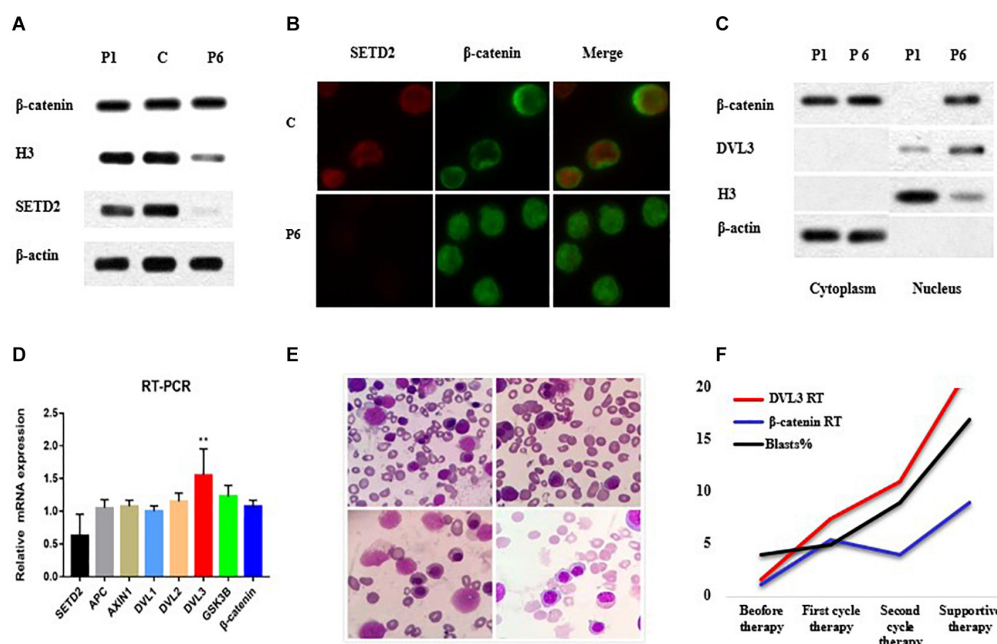 A
P1 C P6
β-catenin
H3
SETD2
β-actin
B
SETD2 β-catenin Merge
C
P6
C
P1 P 6 P1 P6
β-catenin
DVL3
H3
β-actin
Cytoplasm Nucleus
D
RT-PCR
Relative mRNA expression
2.0
1.5
1.0
0.5
0.0
**
SETD2 APC AXIN1 DVL1 DVL2 DVL3 GSK3B β-catenin
E
F
20
15
10
5
0
DVL3 RT
β-catenin RT
Blasts%
Beofore therapy
First cycle therapy
Second cycle therapy
Supportive therapy